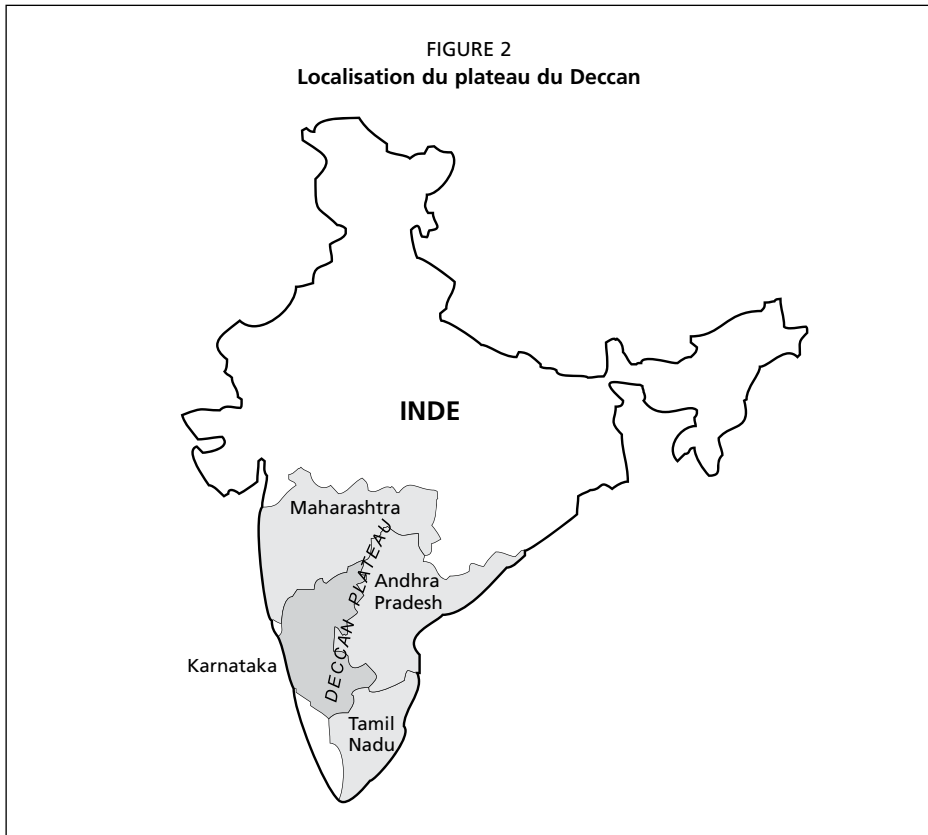 FIGURE 2
Localisation du plateau du Deccan
INDE
Maharashtra
DECCAN PLATEAU
Andhra
Pradesh
Karnataka
Tamil
Nadu